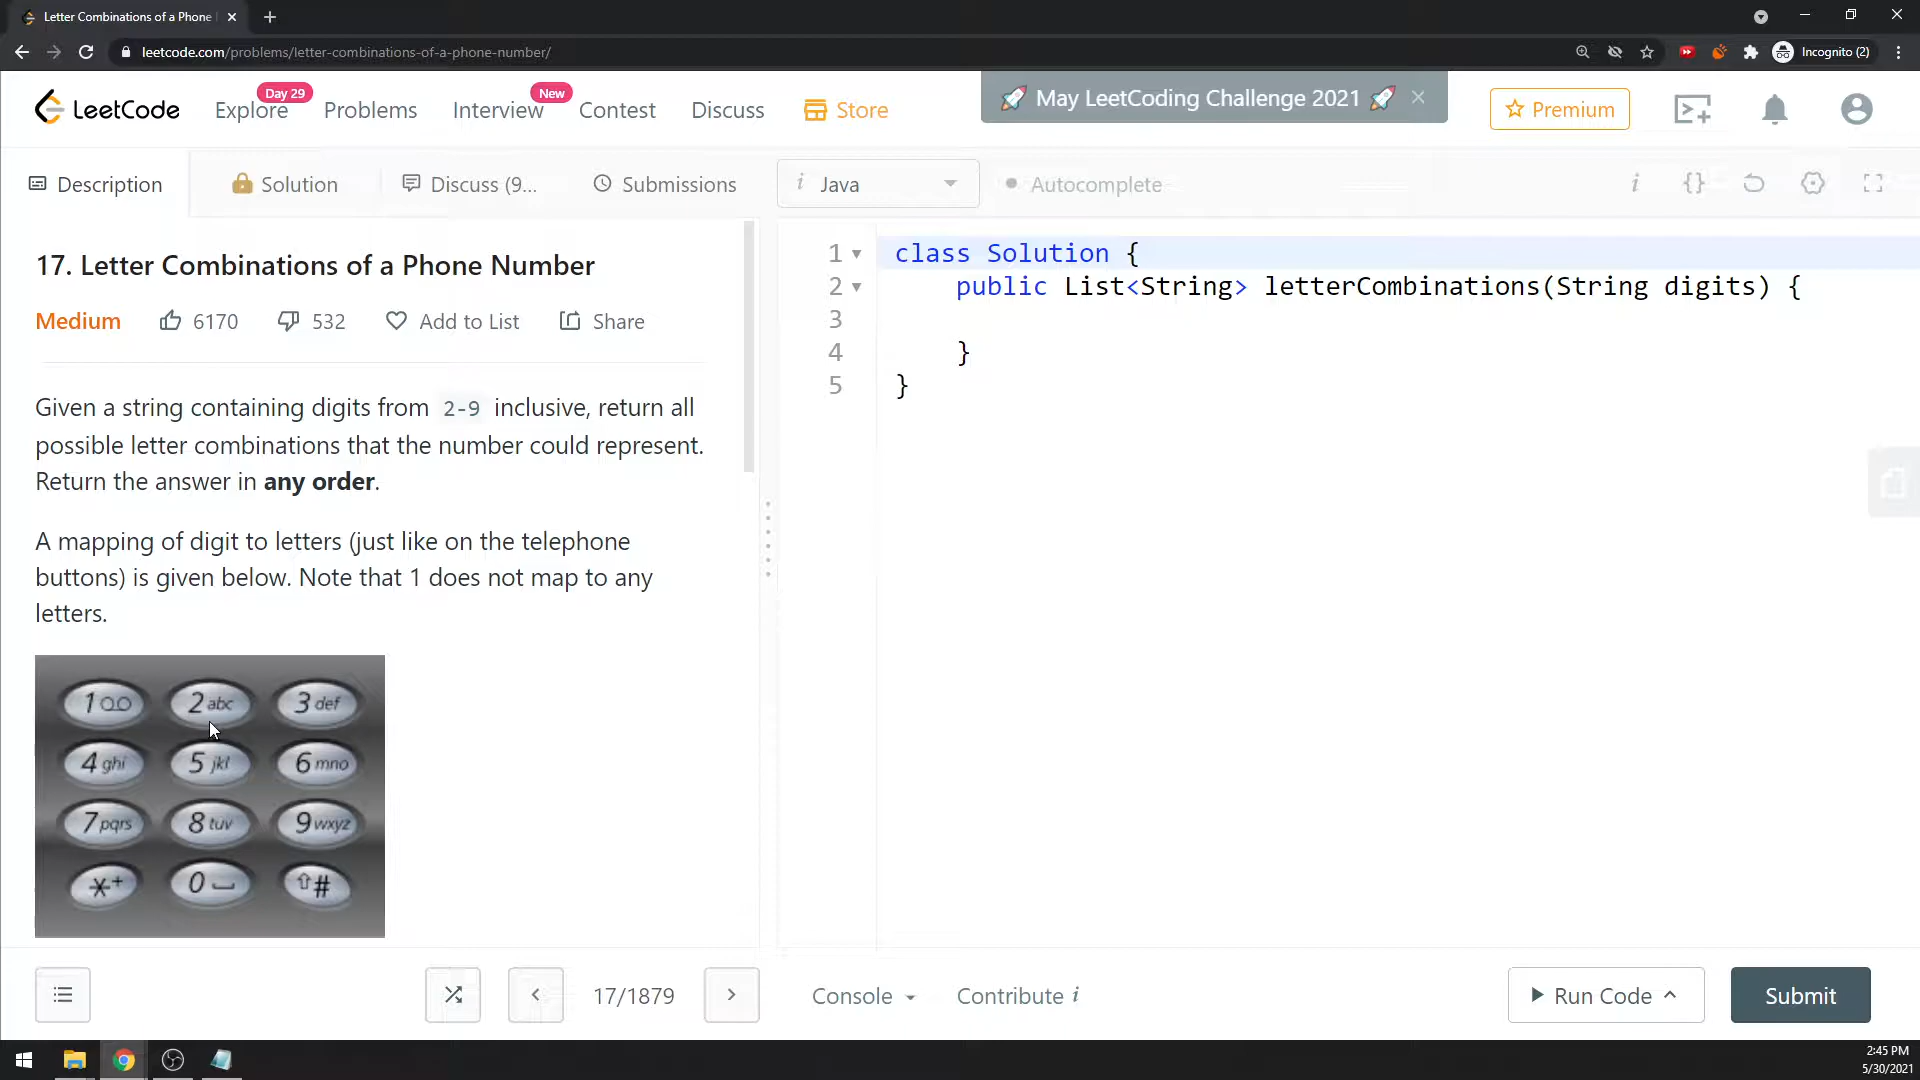 Letter Combinations of a Phone
leetcode.com/problems/letter-combinations-of-a-phone-number/
Incognito (2)
LeetCode
Explore
Day 29
Problems
Interview
New
Contest
Discuss
Store
🚀 May LeetCoding Challenge 2021 🚀
Premium
Description
Solution
Discuss (9...
Submissions
i Java
Autocomplete
17. Letter Combinations of a Phone Number
Medium
6170
532
Add to List
Share
Given a string containing digits from 2-9 inclusive, return all
possible letter combinations that the number could represent.
Return the answer in any order.
A mapping of digit to letters (just like on the telephone
buttons) is given below. Note that 1 does not map to any
letters.
1 2 abc 3 def
4 ghi 5 jkl 6 mno
7 pqrs 8 tuv 9 wxyz
*+ 0 #
1 class Solution {
2 public List<String> letterCombinations(String digits) {
3
4 }
5 }
17/1879
Console
Contribute i
Run Code
Submit
2:45 PM
5/30/2021